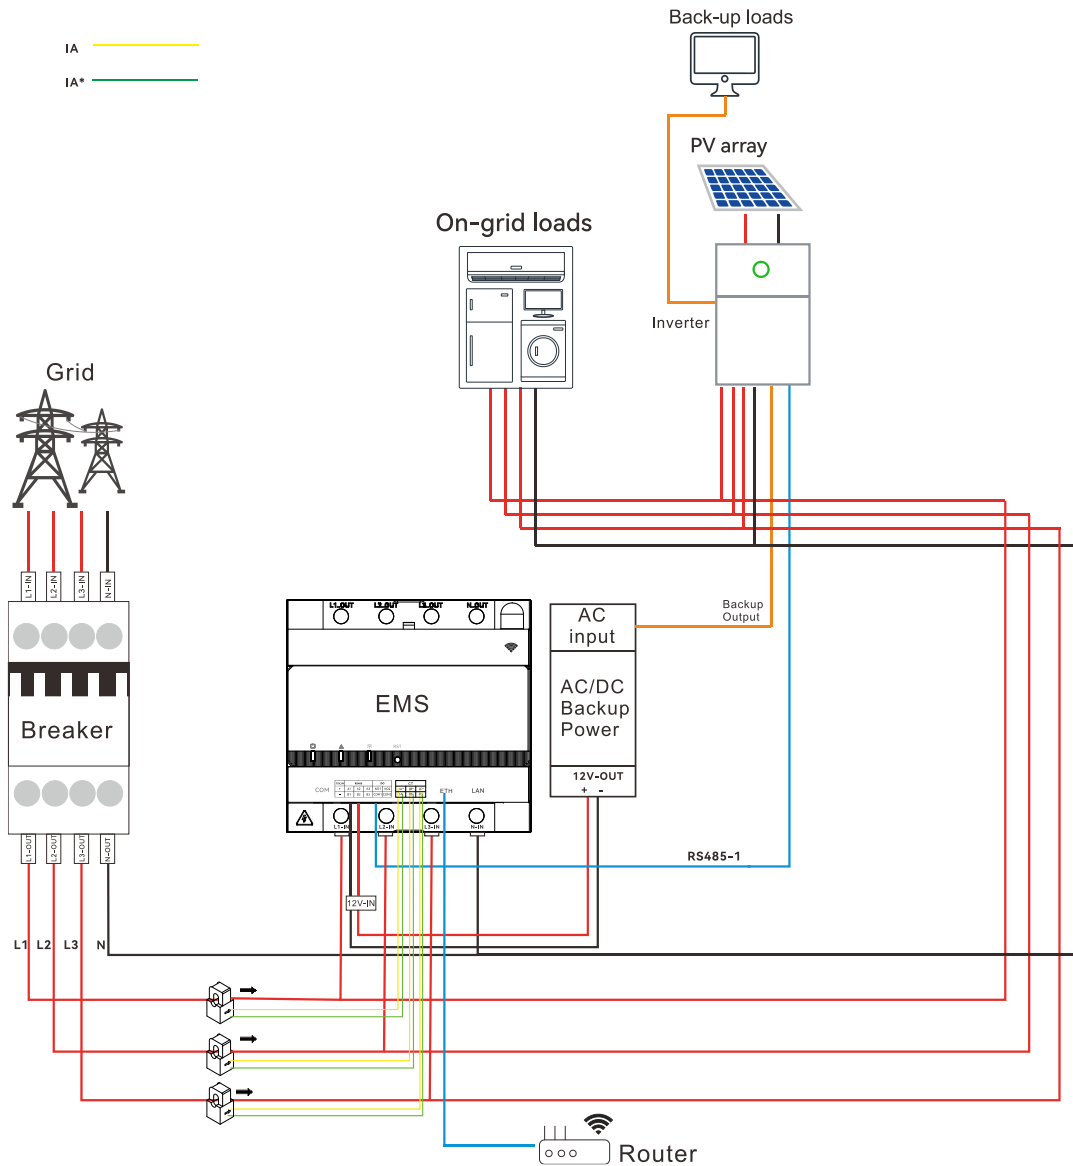 Back-up loads
IA
IA*
PV array
On-grid loads
Inverter
Grid
L1-IN
L2-IN
L3-IN
N-IN
L1_OUT
L2_OUT
L3_OUT
N_OUT
AC
input
Backup
Output
EMS
AC/DC
Backup
Power
Breaker
12V-OUT
+ -
COM
ETH
LAN
L1-IN
L2-IN
L3-IN
N-IN
L1-OUT
L2-OUT
L3-OUT
N-OUT
RS485-1
12V-IN
L1
L2
L3
N
Router